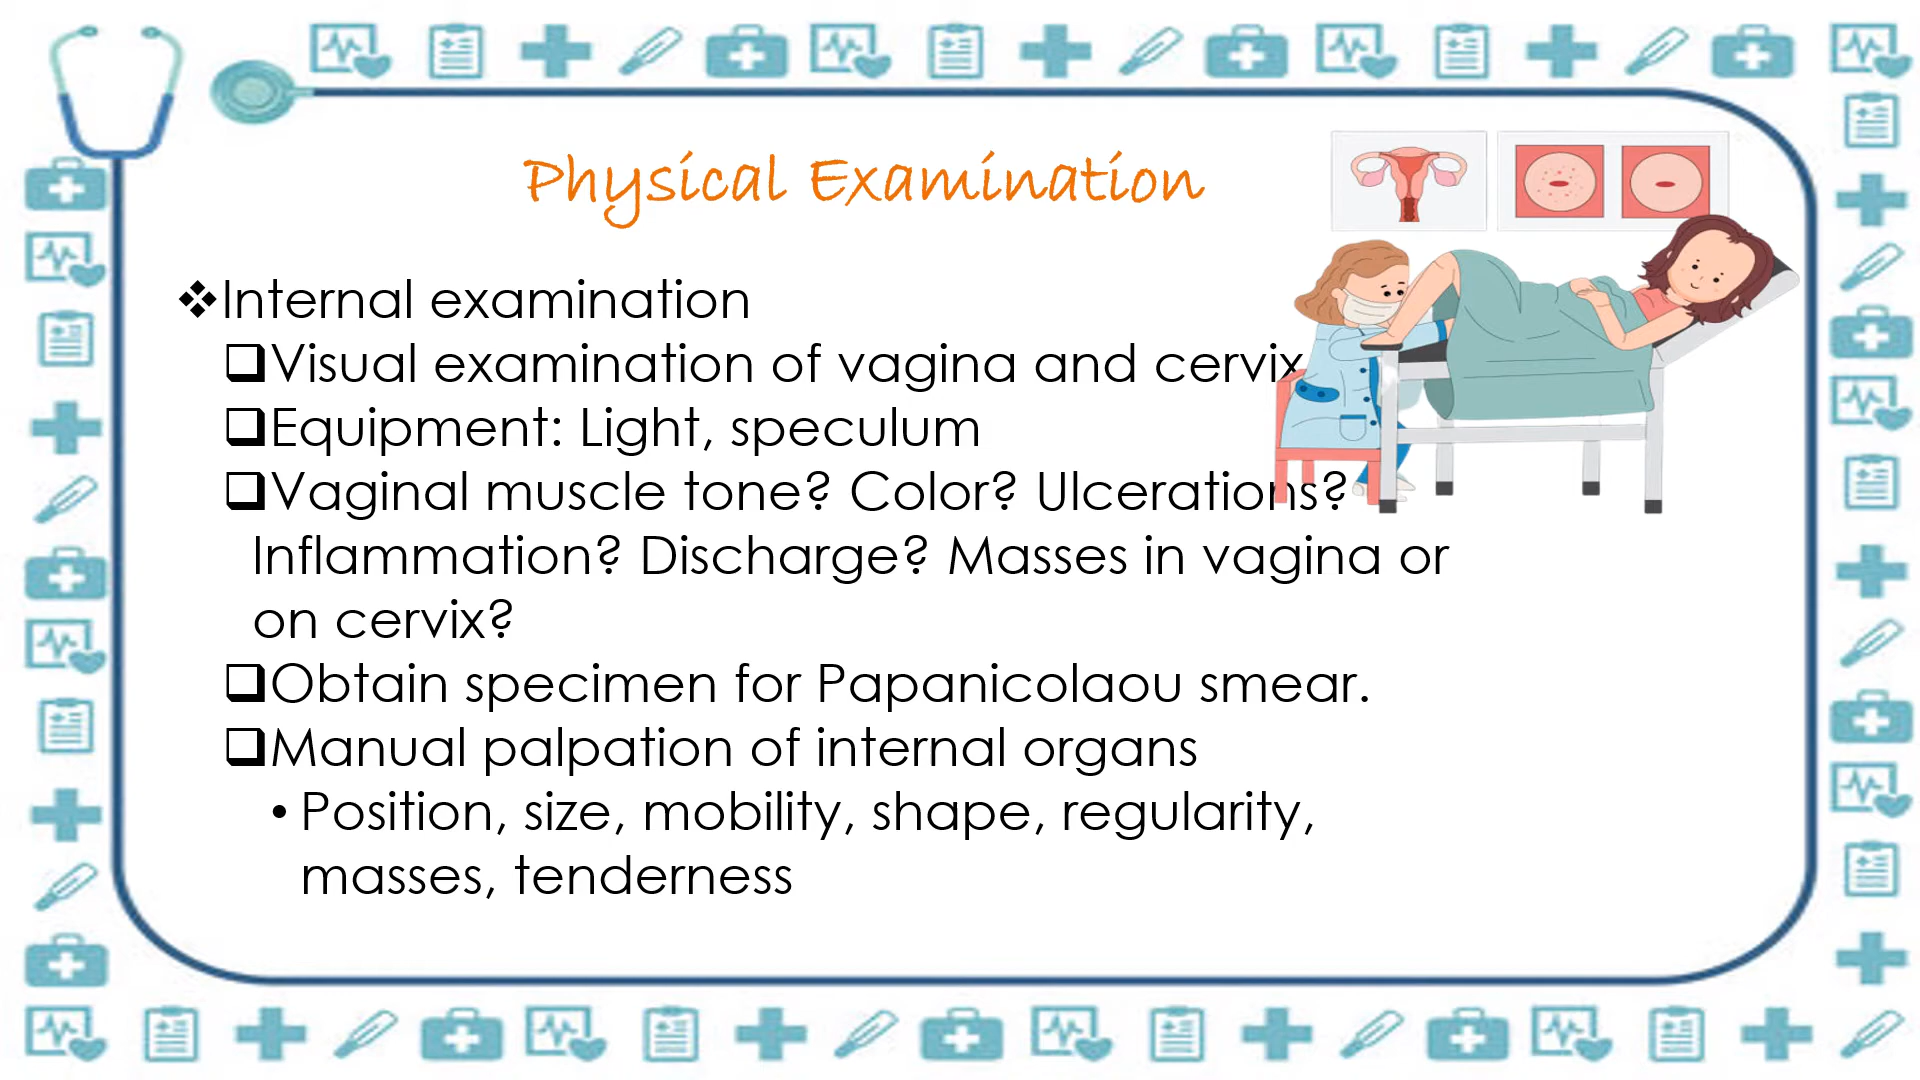 Physical Examination
❖Internal examination
❑Visual examination of vagina and cervix
❑Equipment: Light, speculum
❑Vaginal muscle tone? Color? Ulcerations?
Inflammation? Discharge? Masses in vagina or
on cervix?
❑Obtain specimen for Papanicolaou smear.
❑Manual palpation of internal organs
• Position, size, mobility, shape, regularity,
masses, tenderness